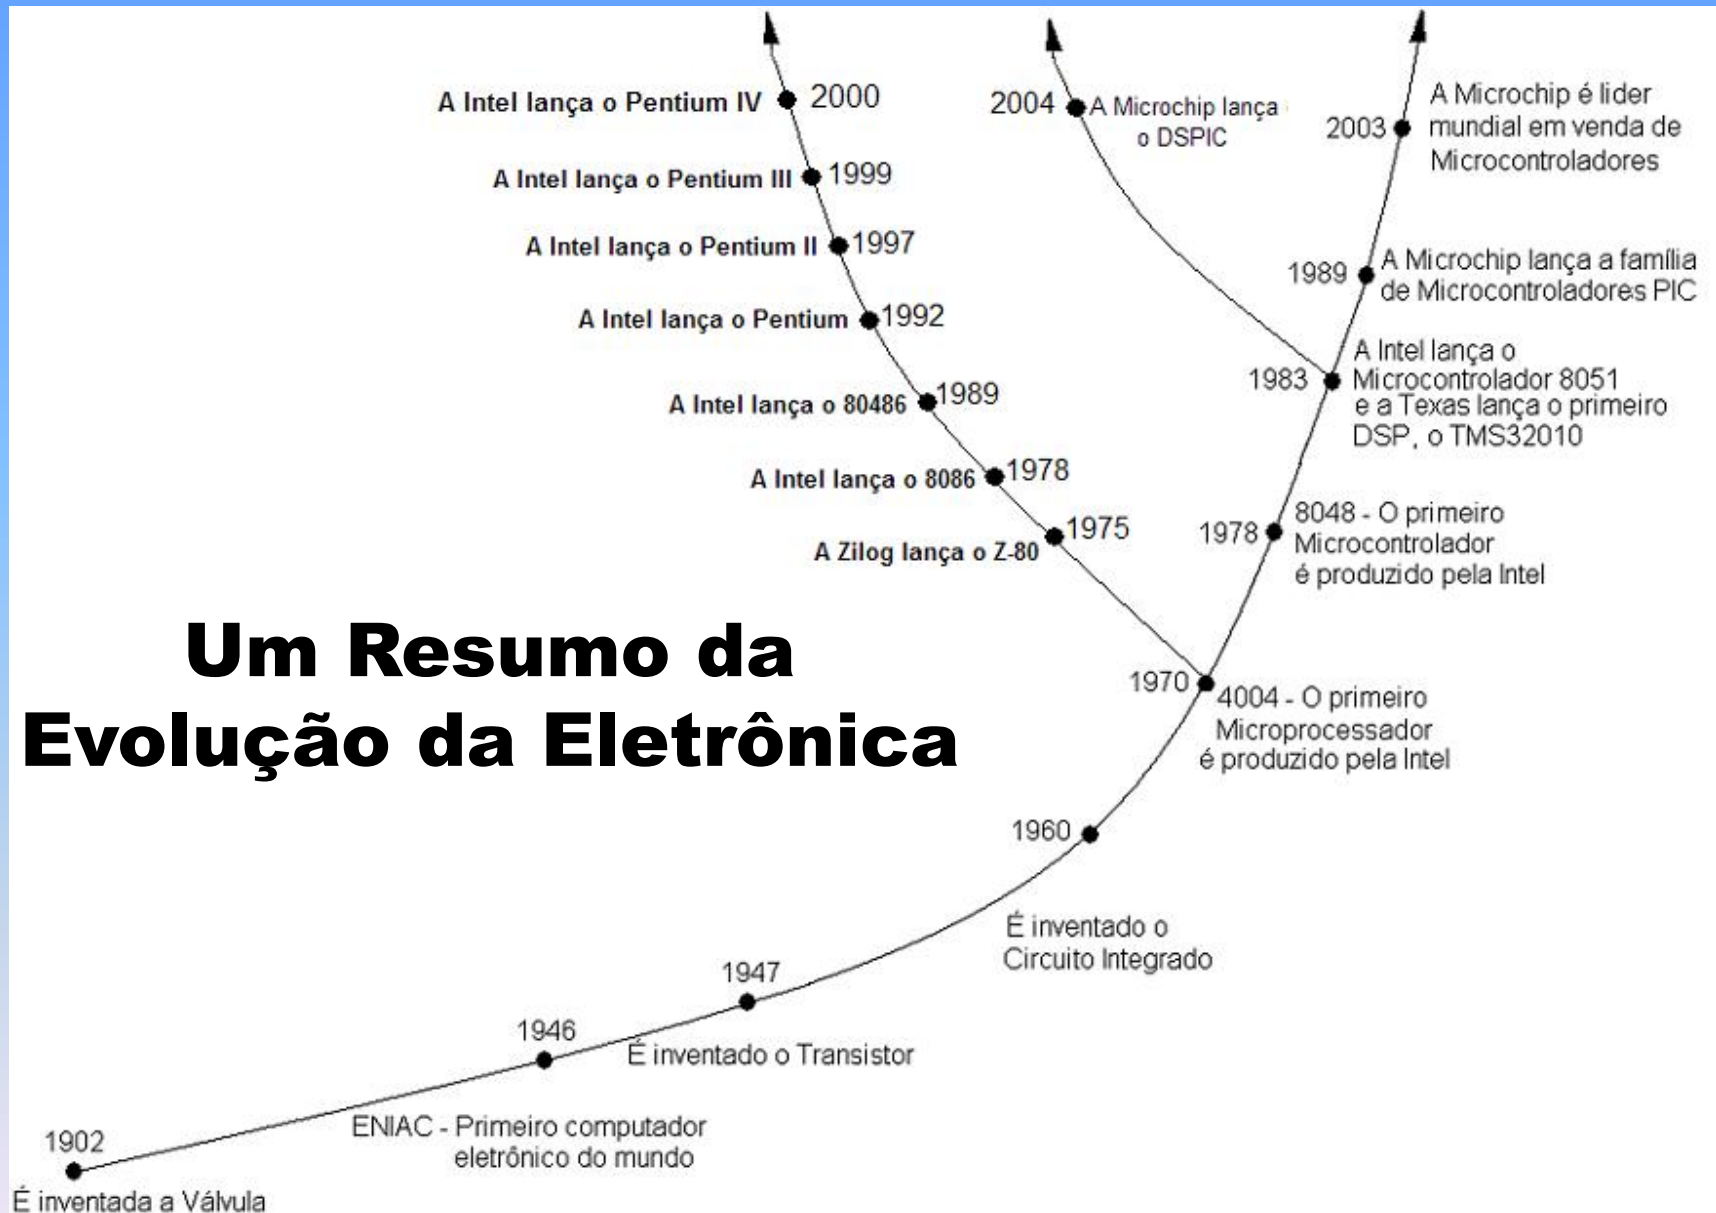 A Intel lança o Pentium IV
2000
A Intel lança o Pentium III
1999
A Intel lança o Pentium II
1997
A Intel lança o Pentium
1992
A Intel lança o 80486
1989
A Intel lança o 8086
1978
A Zilog lança o Z-80
1975
2004
A Microchip lança
o DSPIC
2003
A Microchip é lider
mundial em venda de
Microcontroladores
1989
A Microchip lança a família
de Microcontroladores PIC
1983
A Intel lança o
Microcontrolador 8051
e a Texas lança o primeiro
DSP, o TMS32010
1978
8048 - O primeiro
Microcontrolador
é produzido pela Intel
Um Resumo da
Evolução da Eletrônica
1970
4004 - O primeiro
Microprocessador
é produzido pela Intel
1960
É inventado o
Circuito Integrado
1947
É inventado o Transistor
1946
ENIAC - Primeiro computador
eletrônico do mundo
1902
É inventada a Válvula